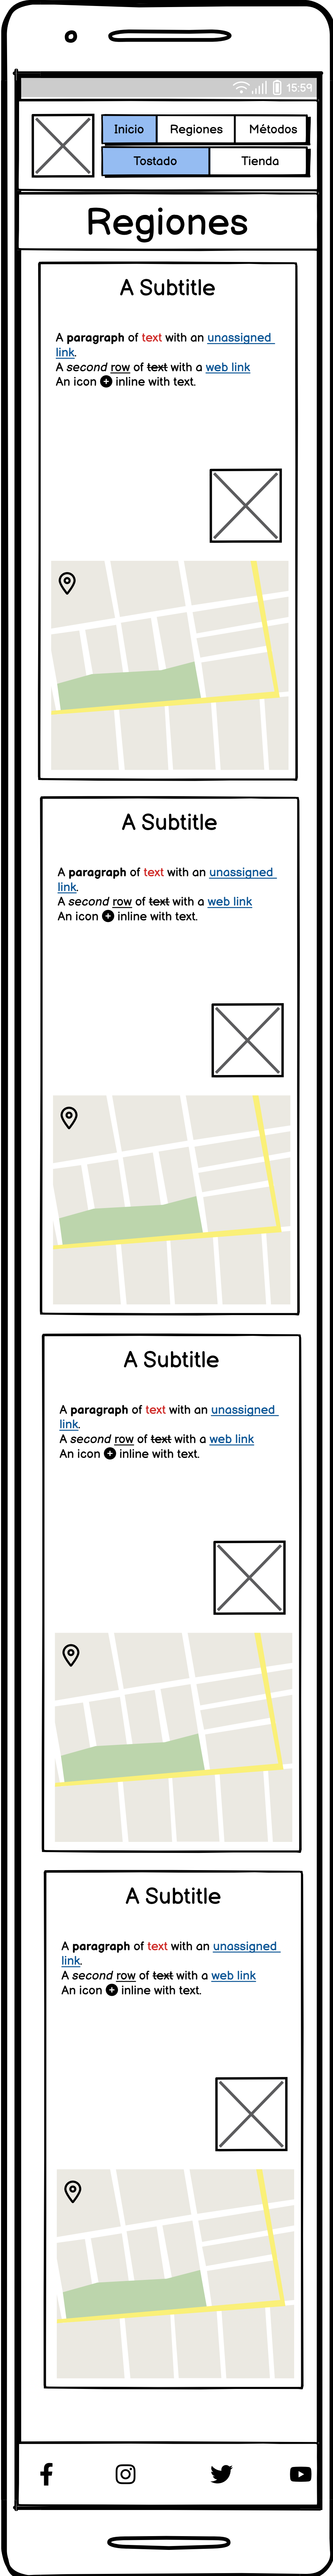 15:59
Inicio Regiones Métodos
Tostado Tienda
Regiones
A Subtitle
A paragraph of text with an unassigned
link.
A second row of text with a web link
An icon inline with text.
A Subtitle
A paragraph of text with an unassigned
link.
A second row of text with a web link
An icon inline with text.
A Subtitle
A paragraph of text with an unassigned
link.
A second row of text with a web link
An icon inline with text.
A Subtitle
A paragraph of text with an unassigned
link.
A second row of text with a web link
An icon inline with text.